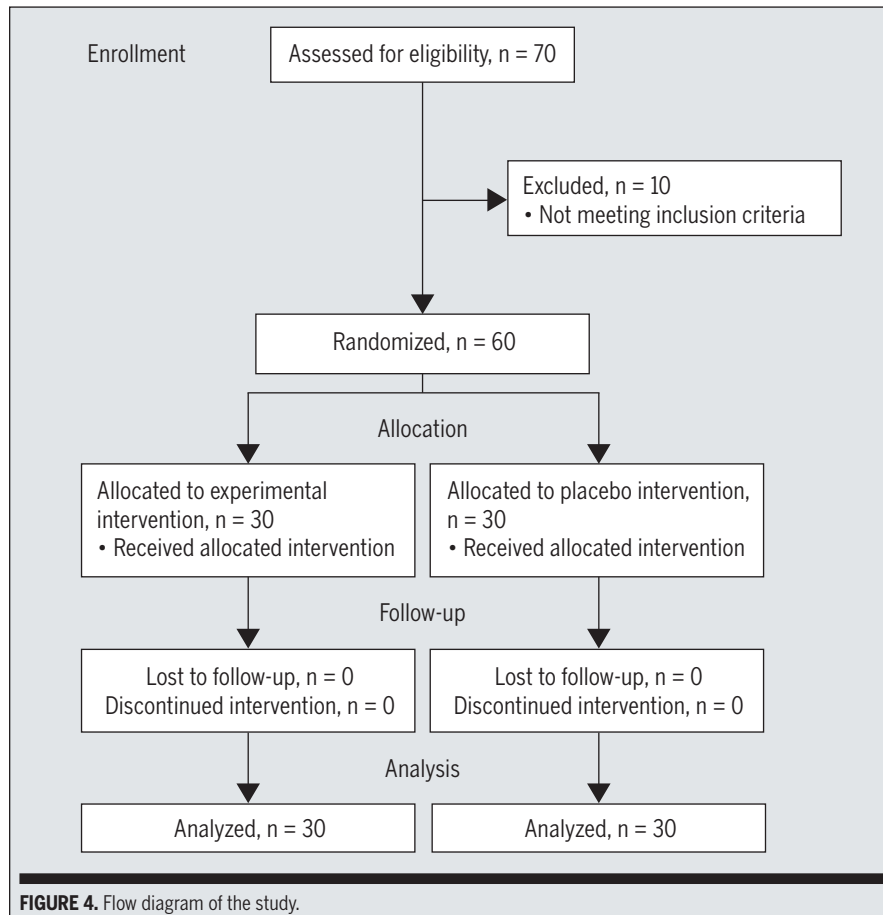 Enrollment
Assessed for eligibility, n = 70
Excluded, n = 10
• Not meeting inclusion criteria
Randomized, n = 60
Allocation
Allocated to experimental
intervention, n = 30
• Received allocated intervention
Allocated to placebo intervention,
n = 30
• Received allocated intervention
Follow-up
Lost to follow-up, n = 0
Discontinued intervention, n = 0
Lost to follow-up, n = 0
Discontinued intervention, n = 0
Analysis
Analyzed, n = 30
Analyzed, n = 30
FIGURE 4. Flow diagram of the study.